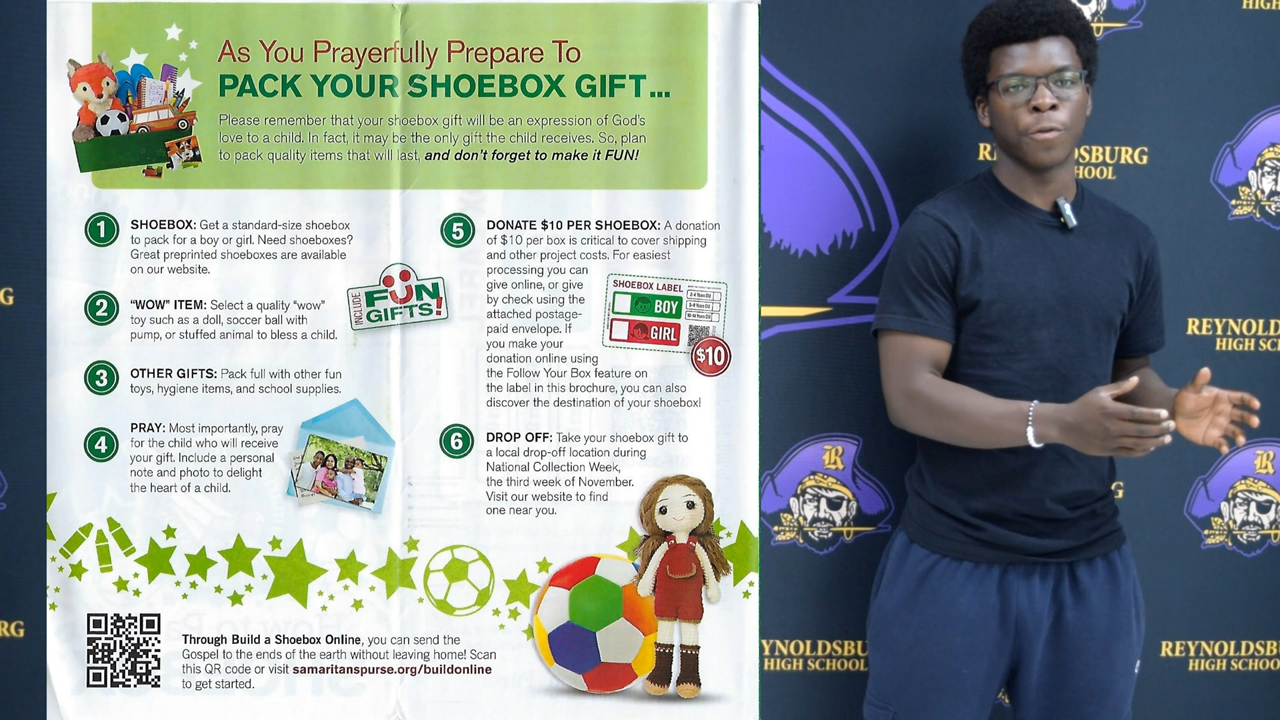 As You Prayerfully Prepare To
PACK YOUR SHOEBOX GIFT...
Please remember that your shoebox gift will be an expression of God's
love to a child. In fact, it may be the only gift the child receives. So, plan
to pack quality items that will last, and don't forget to make it FUN!
1
SHOEBOX: Get a standard-size shoebox
to pack for a boy or girl. Need shoeboxes?
Great preprinted shoeboxes are available
on our website.
2
"WOW" ITEM: Select a quality "wow"
toy such as a doll, soccer ball with
pump, or stuffed animal to bless a child.
INCLUDE
FUN
GIFTS!
3
OTHER GIFTS: Pack full with other fun
toys, hygiene items, and school supplies.
4
PRAY: Most importantly, pray
for the child who will receive
your gift. Include a personal
note and photo to delight
the heart of a child.
5
DONATE $10 PER SHOEBOX: A donation
of $10 per box is critical to cover shipping
and other project costs. For easiest
processing you can
give online, or give
by check using the
attached postage-
paid envelope. If
you make your
donation online using
the Follow Your Box feature on
the label in this brochure, you can also
discover the destination of your shoebox!
SHOEBOX LABEL
BOY
GIRL
$10
6
DROP OFF: Take your shoebox gift to
a local drop-off location during
National Collection Week,
the third week of November.
Visit our website to find
one near you.
Through Build a Shoebox Online, you can send the
Gospel to the ends of the earth without leaving home! Scan
this QR code or visit samaritanspurse.org/buildonline
to get started.
REYNOLDSBURG
HIGH SCHOOL
R
R